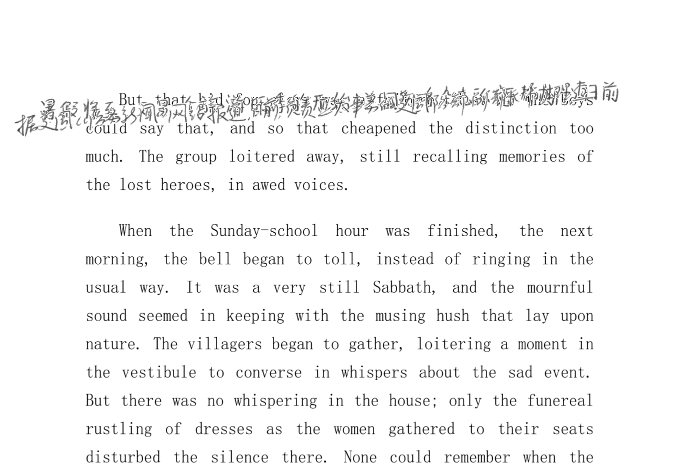 But that bid for
could say that, and so that cheapened the distinction too
much. The group loitered away, still recalling memories of
the lost heroes, in awed voices.
When the Sunday-school hour was finished, the next
morning, the bell began to toll, instead of ringing in the
usual way. It was a very still Sabbath, and the mournful
sound seemed in keeping with the musing hush that lay upon
nature. The villagers began to gather, loitering a moment in
the vestibule to converse in whispers about the sad event.
But there was no whispering in the house; only the funereal
rustling of dresses as the women gathered to their seats
disturbed the silence there. None could remember when the